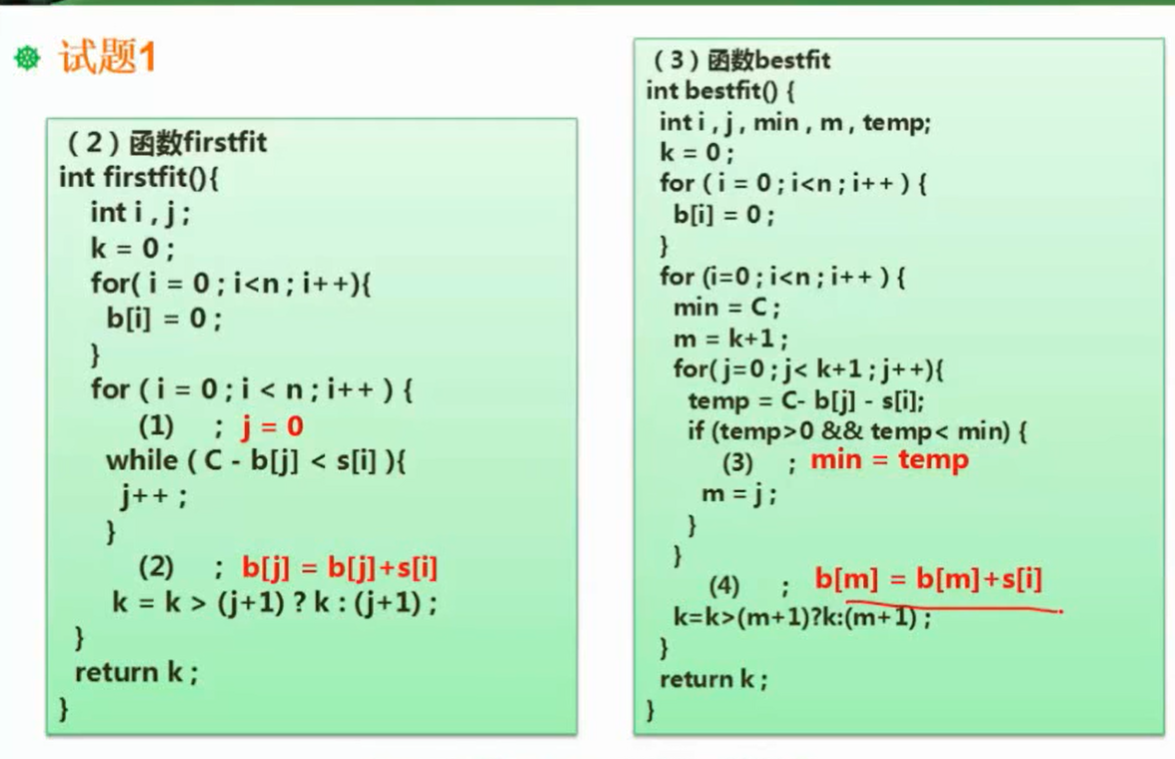 试题1
（2）函数firstfit
int firstfit(){
int i , j ;
k = 0 ;
for( i = 0 ; i<n ; i++){
b[i] = 0 ;
}
for ( i = 0 ; i < n ; i++ ) {
(1) ; j = 0
while ( C - b[j] < s[i] ){
j++ ;
}
(2) ; b[j] = b[j]+s[i]
k = k > (j+1) ? k : (j+1) ;
}
return k ;
}
（3）函数bestfit
int bestfit() {
int i , j , min , m , temp;
k = 0 ;
for ( i = 0 ; i<n ; i++ ) {
b[i] = 0 ;
}
for (i=0 ; i<n ; i++ ) {
min = C ;
m = k+1 ;
for( j=0 ; j< k+1 ; j++){
temp = C- b[j] - s[i];
if (temp>0 && temp< min) {
(3) ; min = temp
m = j ;
}
}
(4) ; b[m] = b[m]+s[i]
k=k>(m+1)?k:(m+1) ;
}
return k ;
}